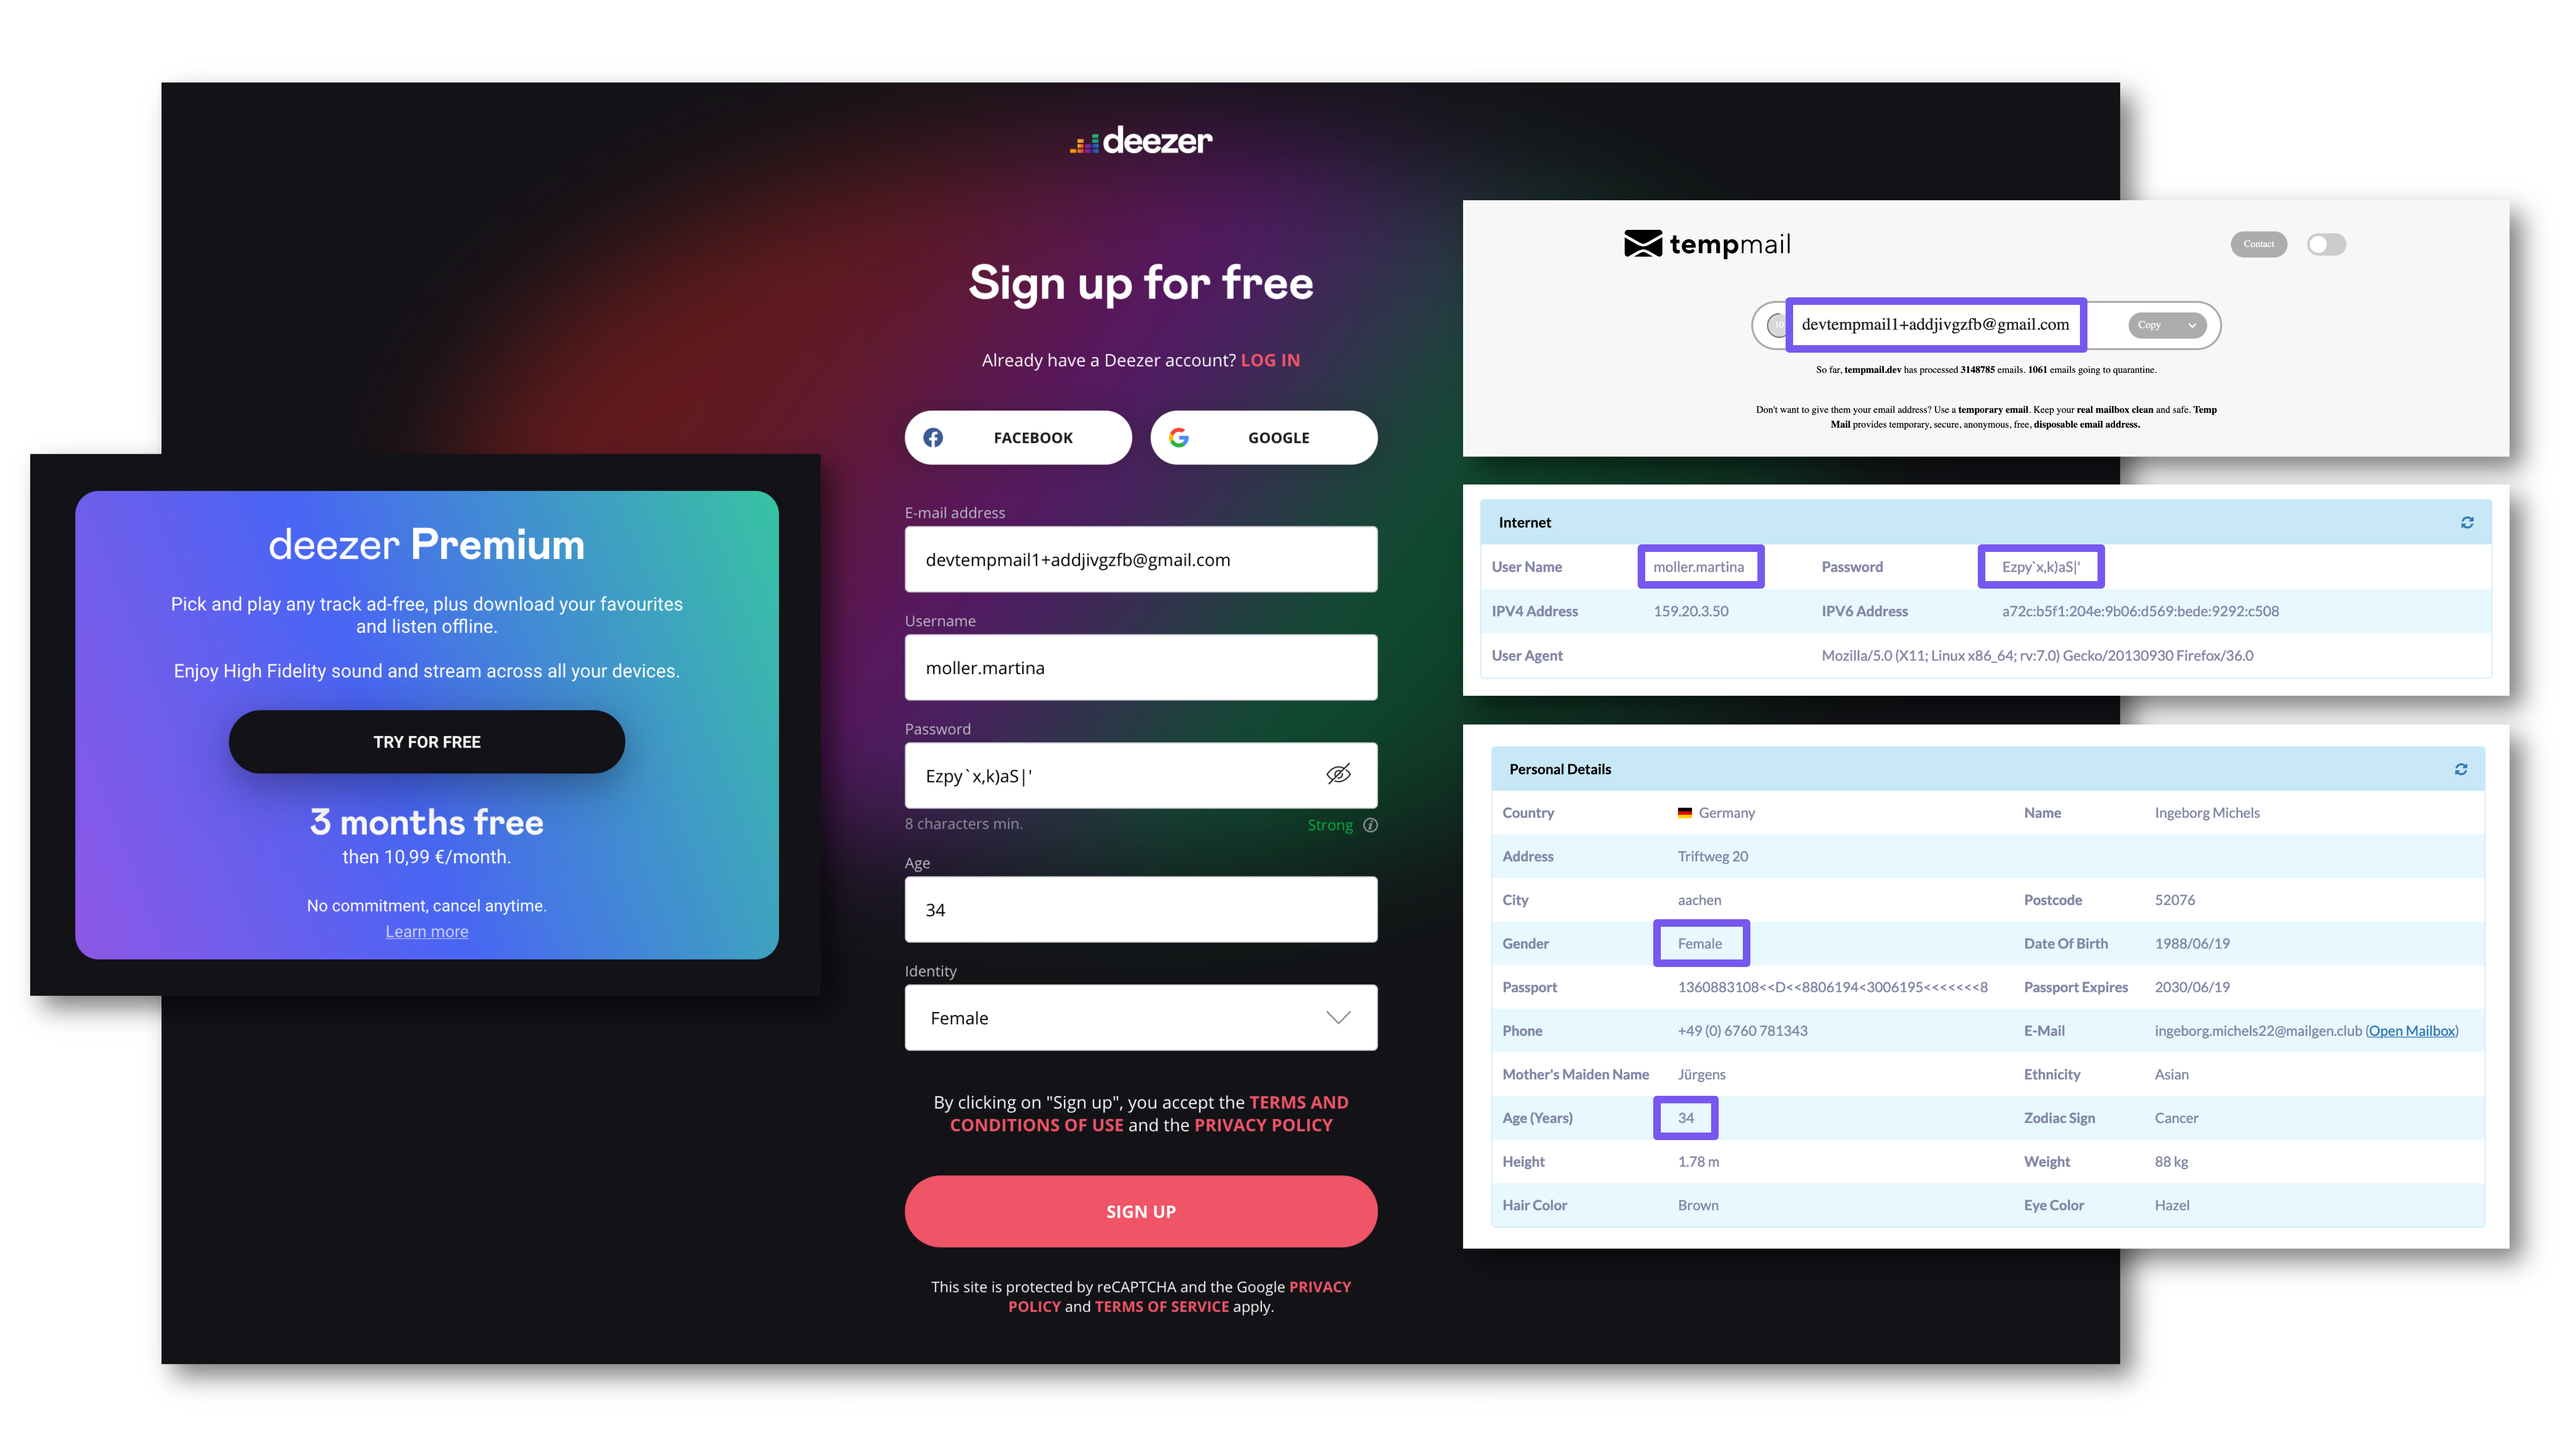 deezer
Sign up for free
Already have a Deezer account? LOG IN
FACEBOOK
GOOGLE
E-mail address
devtempmail1+addjivgzfb@gmail.com
Username
moller.martina
Password
Ezpy`x,k)aS|'
8 characters min.
Strong
Age
34
Identity
Female
By clicking on "Sign up", you accept the TERMS AND
CONDITIONS OF USE and the PRIVACY POLICY
SIGN UP
This site is protected by reCAPTCHA and the Google PRIVACY
POLICY and TERMS OF SERVICE apply.
deezer Premium
Pick and play any track ad-free, plus download your favourites
and listen offline.
Enjoy High Fidelity sound and stream across all your devices.
TRY FOR FREE
3 months free
then 10,99 €/month.
No commitment, cancel anytime.
Learn more
tempmail
Contact
10
devtempmail1+addjivgzfb@gmail.com
Copy
So far, tempmail.dev has processed 3148785 emails. 1061 emails going to quarantine.
Don't want to give them your email address? Use a temporary email. Keep your real mailbox clean and safe. Temp
Mail provides temporary, secure, anonymous, free, disposable email address.
Internet
User Name moller.martina Password Ezpy`x,k)aS|'
IPV4 Address 159.20.3.50 IPV6 Address a72c:b5f1:204e:9b06:d569:bede:9292:c508
User Agent Mozilla/5.0 (X11; Linux x86_64; rv:7.0) Gecko/20130930 Firefox/36.0
Personal Details
Country Germany Name Ingeborg Michels
Address Triftweg 20
City aachen Postcode 52076
Gender Female Date Of Birth 1988/06/19
Passport 1360883108<<D<<8806194<3006195<<<<<<<8 Passport Expires 2030/06/19
Phone +49 (0) 6760 781343 E-Mail ingeborg.michels22@mailgen.club (Open Mailbox)
Mother's Maiden Name Jürgens Ethnicity Asian
Age (Years) 34 Zodiac Sign Cancer
Height 1.78 m Weight 88 kg
Hair Color Brown Eye Color Hazel